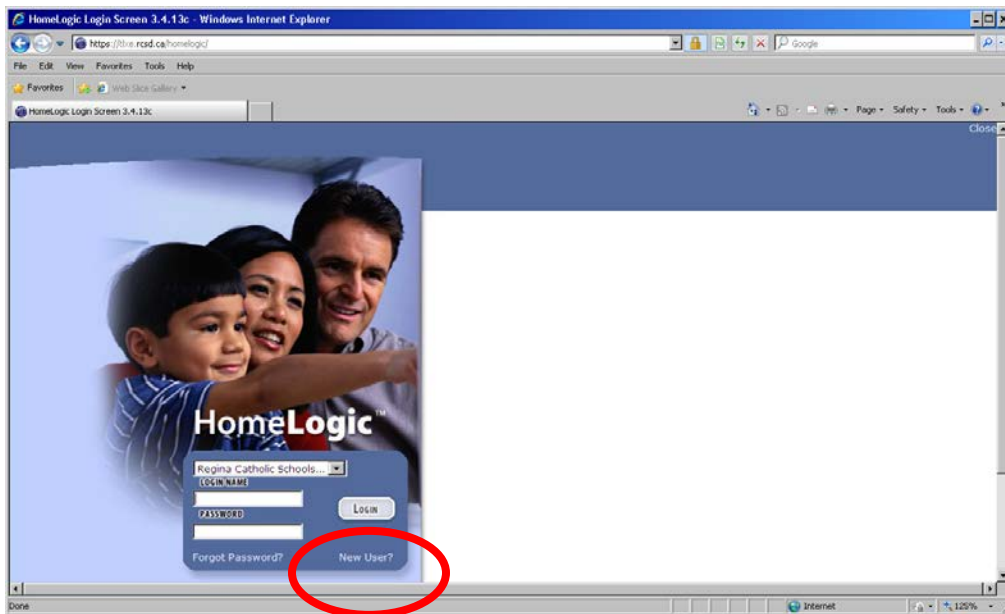 HomeLogic Login Screen 3.4.13c - Windows Internet Explorer
https://tlxe.rcsd.ca/homelogic/
Google
File Edit View Favorites Tools Help
Favorites Web Slice Gallery
HomeLogic Login Screen 3.4.13c Page Safety Tools
Close
HomeLogic™
Regina Catholic Schools...
LOGIN NAME
PASSWORD
LOGIN
Forgot Password? New User?
Done Internet 125%